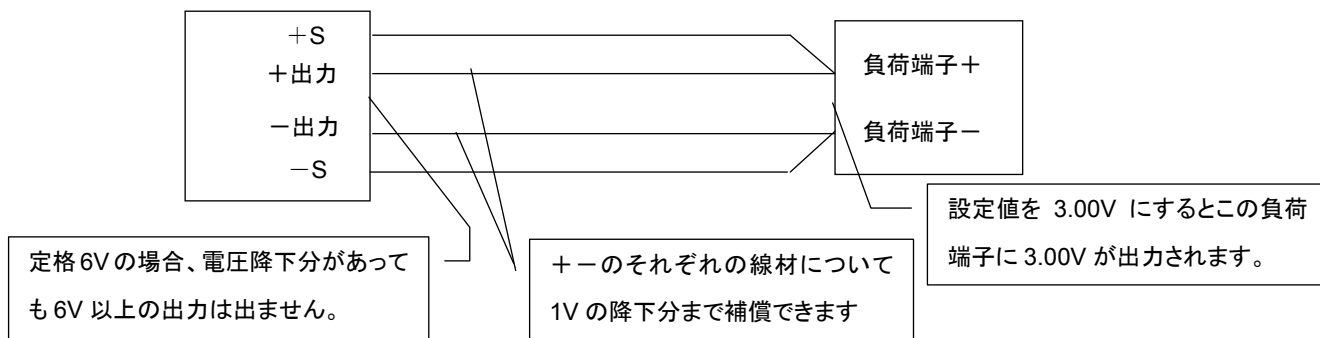 ＋S
＋出力
－出力
－S
負荷端子＋
負荷端子－
設定値を 3.00V にするとこの負荷
端子に 3.00V が出力されます。
定格 6V の場合、電圧降下分があって
も 6V 以上の出力は出ません。
＋－のそれぞれの線材について
1V の降下分まで補償できます